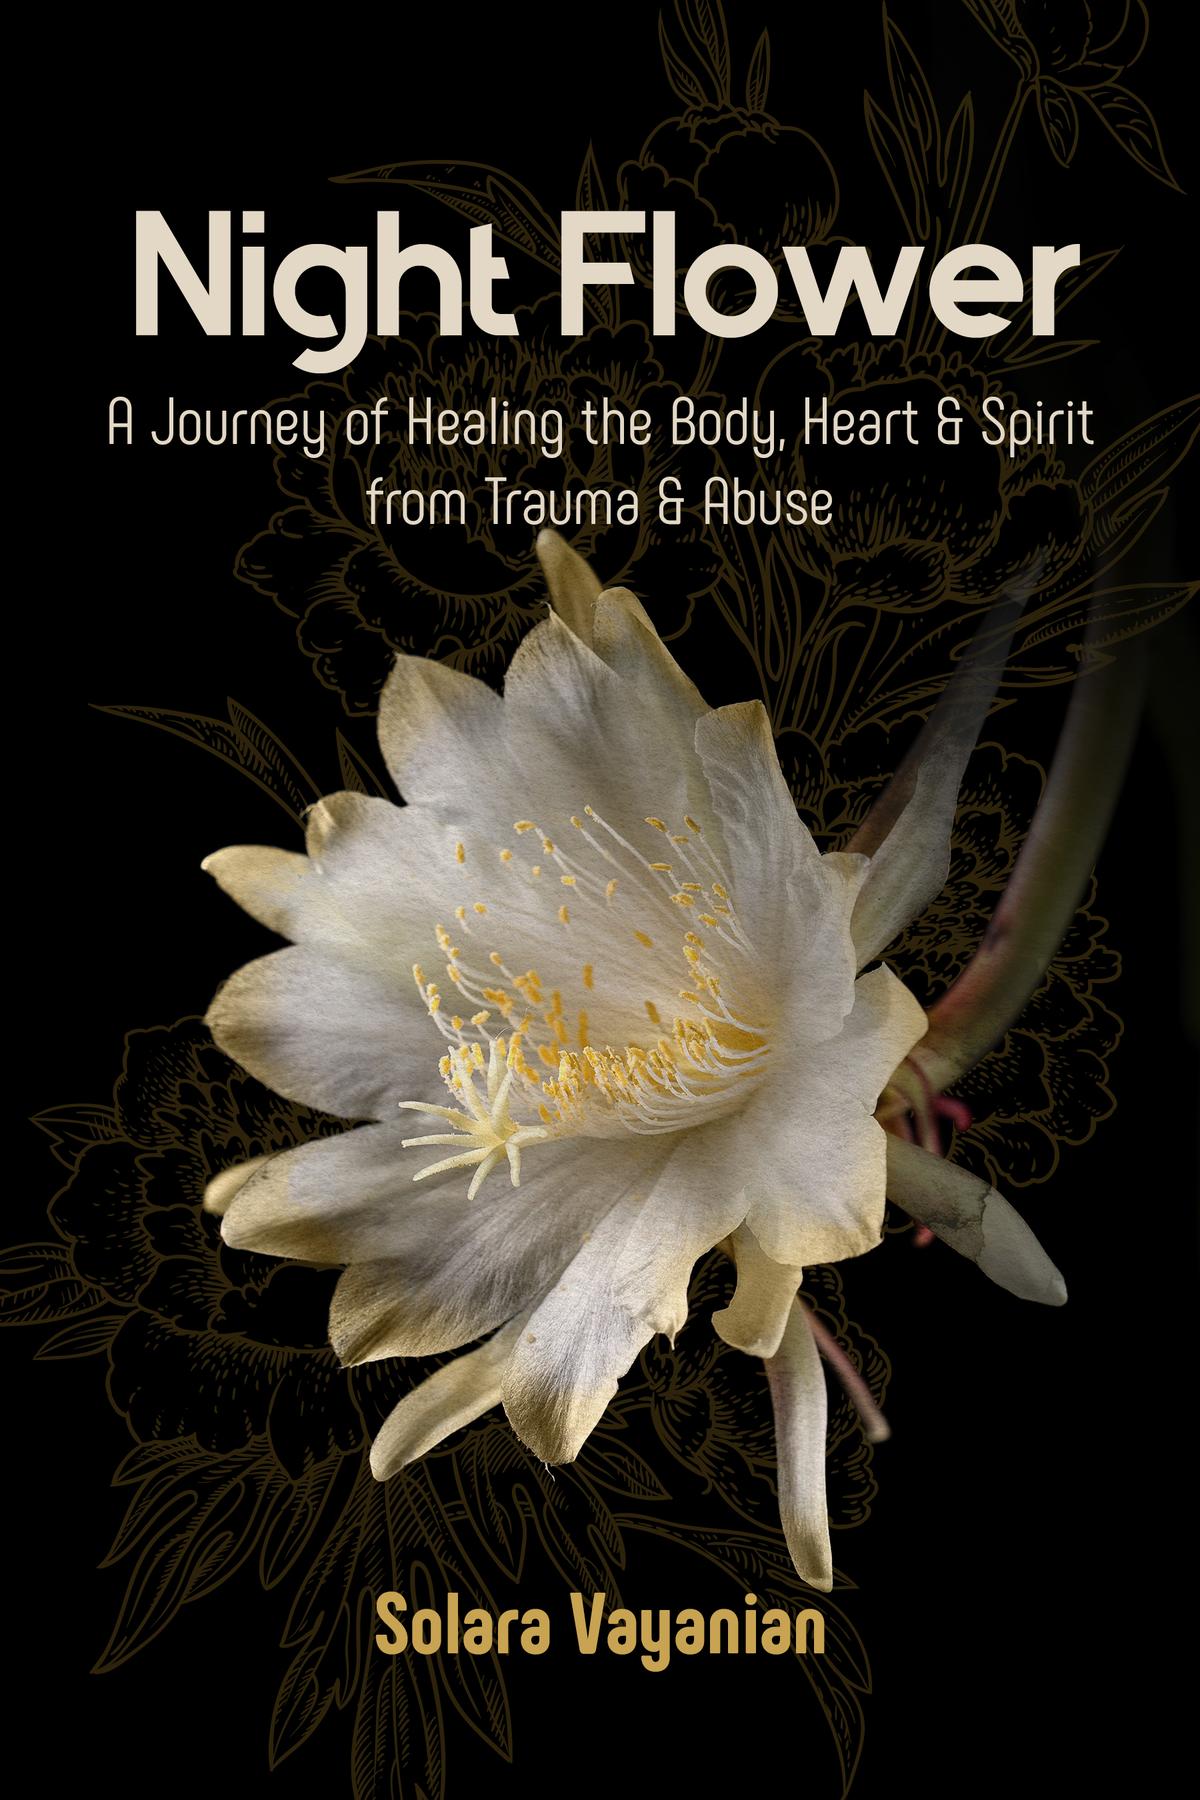 Night Flower
A Journey of Healing the Body, Heart & Spirit
from Trauma & Abuse
Solara Vayanian